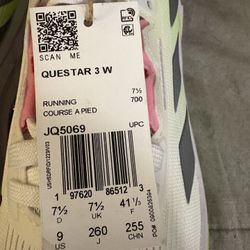 SCAN ME
QUESTAR 3 W
RUNNING 7½
COURSE A PIED 700
JQ5069 UPC
1 97620 86512 3
7½ 7½ 41⅓
D UK F
9 260 255
US J CHN